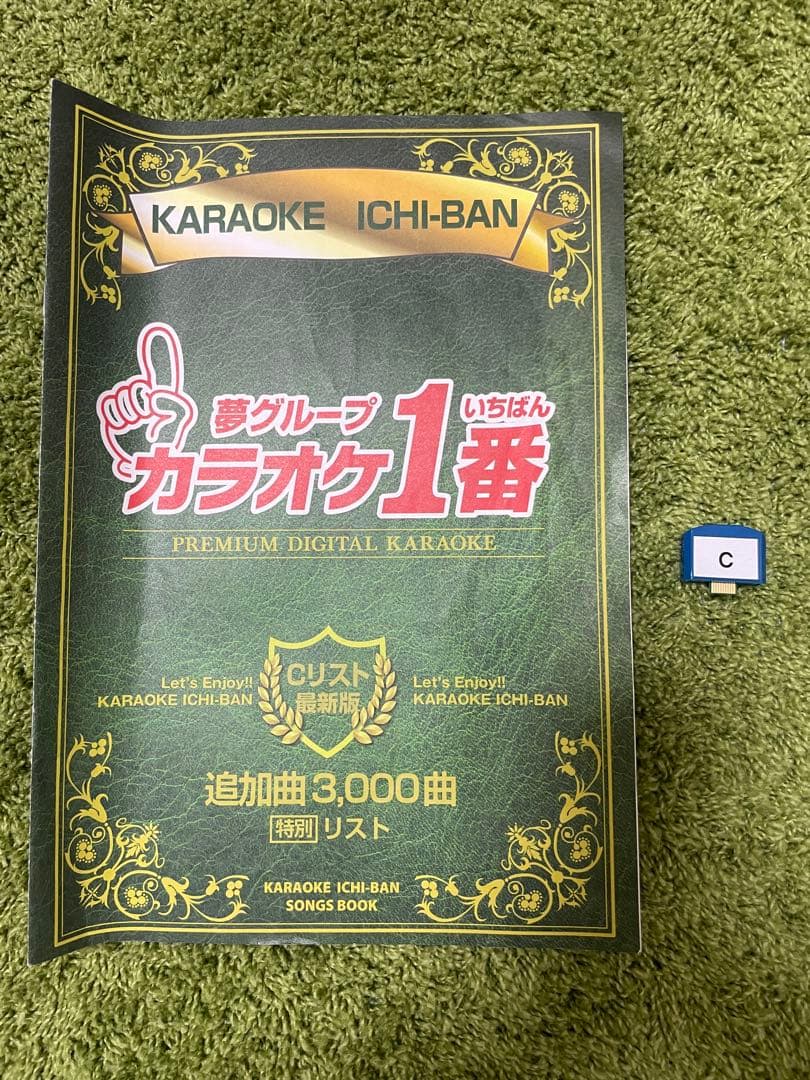 KARAOKE ICHI-BAN
夢グループ
いちばん
カラオケ1番
PREMIUM DIGITAL KARAOKE
Let's Enjoy!!
KARAOKE ICHI-BAN
Cリスト
最新版
Let's Enjoy!!
KARAOKE ICHI-BAN
追加曲3,000曲
特別 リスト
KARAOKE ICHI-BAN
SONGS BOOK
C